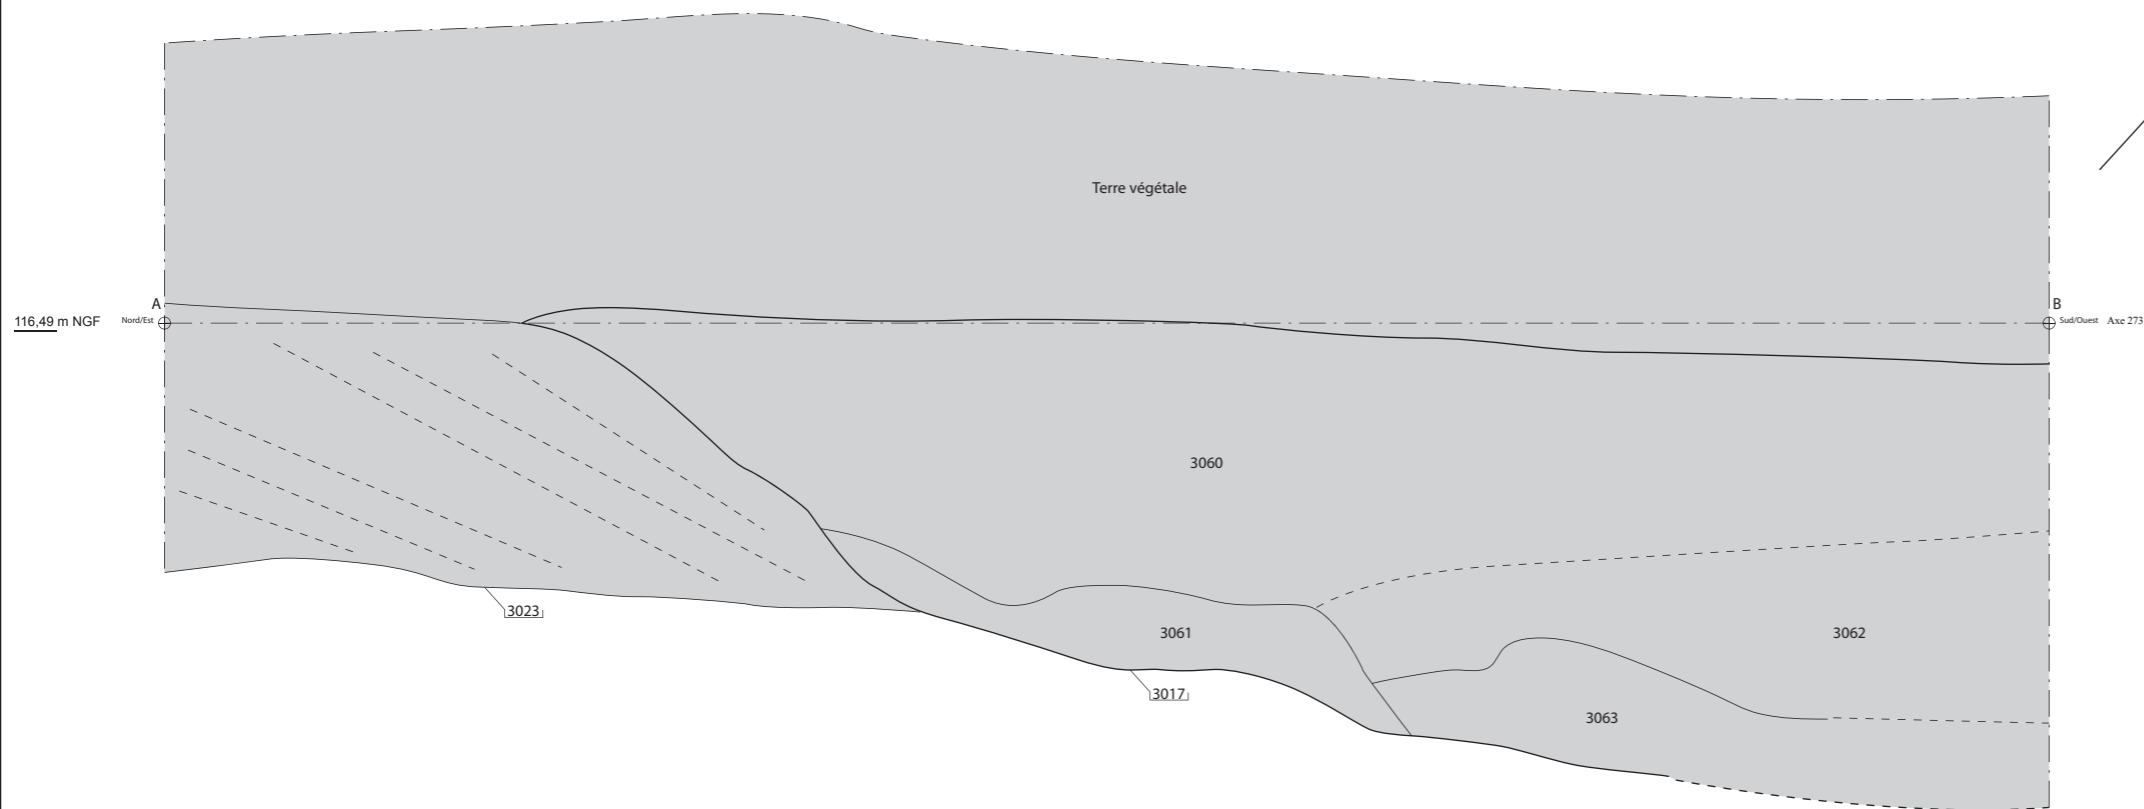 Terre végétale
A
B
116,49 m NGF
Nord/Est
Sud/Ouest
Axe 273
3060
3023
3061
3062
3017
3063